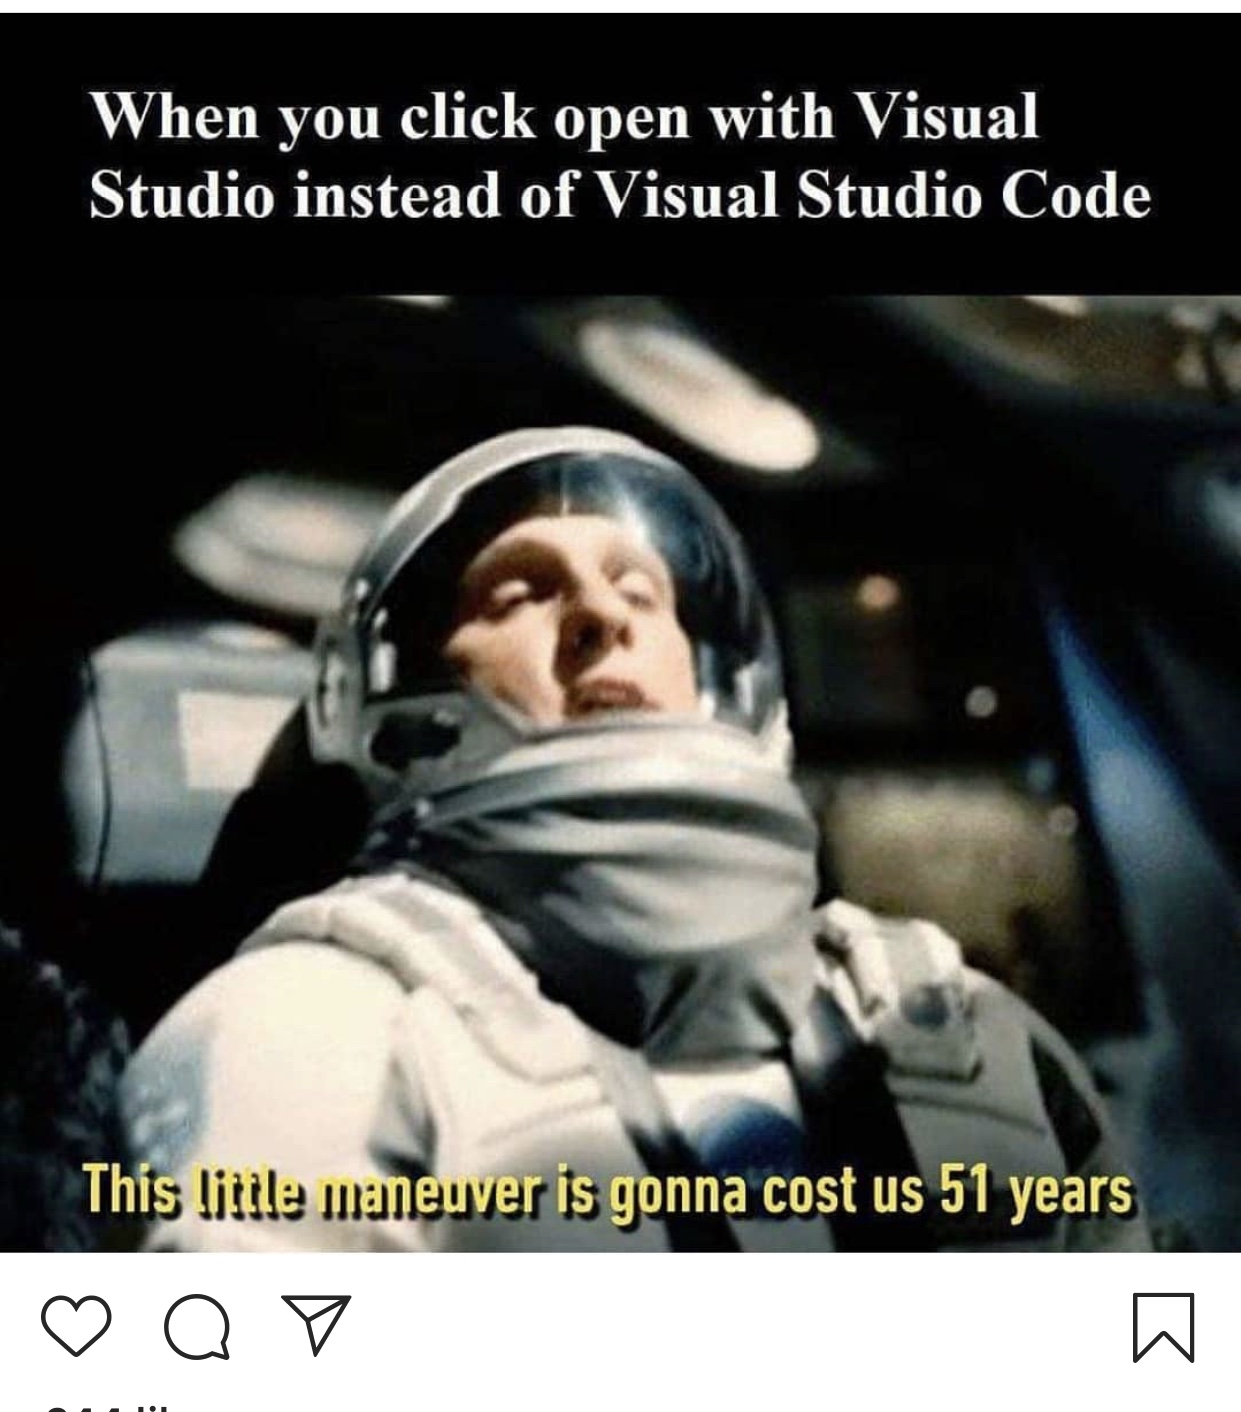 When you click open with Visual
Studio instead of Visual Studio Code
This little maneuver is gonna cost us 51 years